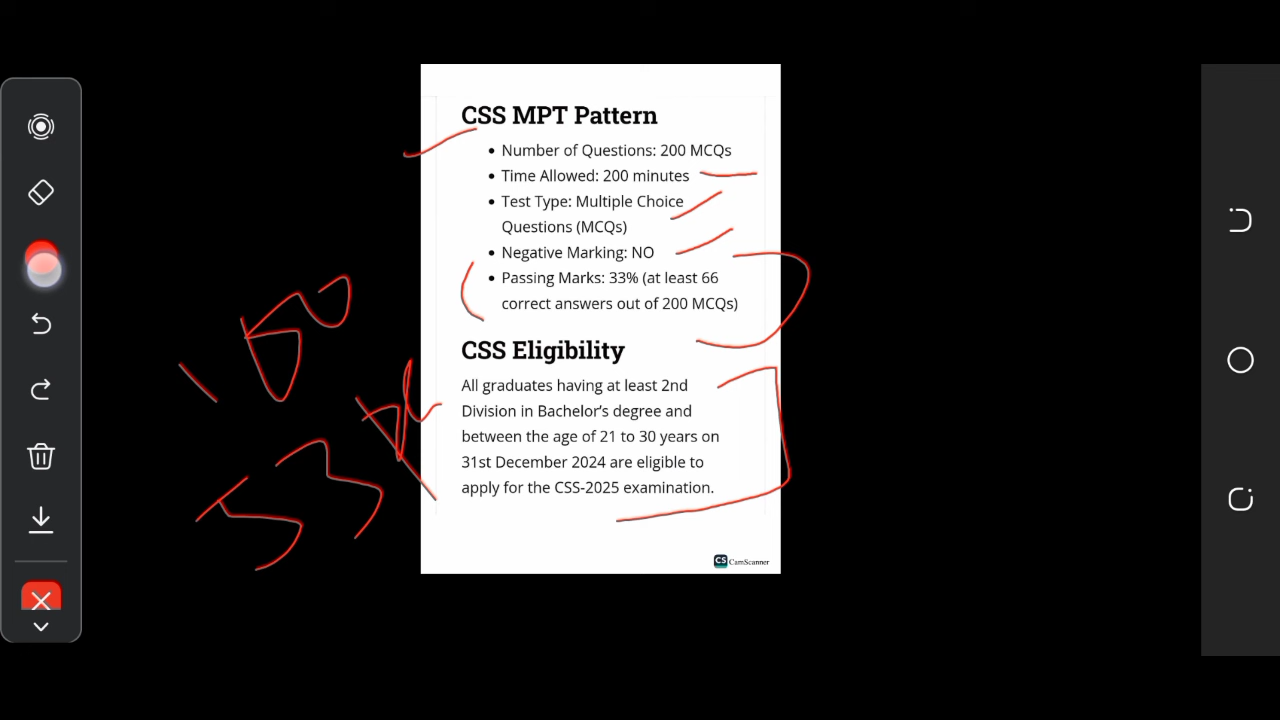 CSS MPT Pattern
• Number of Questions: 200 MCQs
• Time Allowed: 200 minutes
• Test Type: Multiple Choice
Questions (MCQs)
• Negative Marking: NO
• Passing Marks: 33% (at least 66
correct answers out of 200 MCQs)
CSS Eligibility
All graduates having at least 2nd
Division in Bachelor's degree and
between the age of 21 to 30 years on
31st December 2024 are eligible to
apply for the CSS-2025 examination.
CS CamScanner